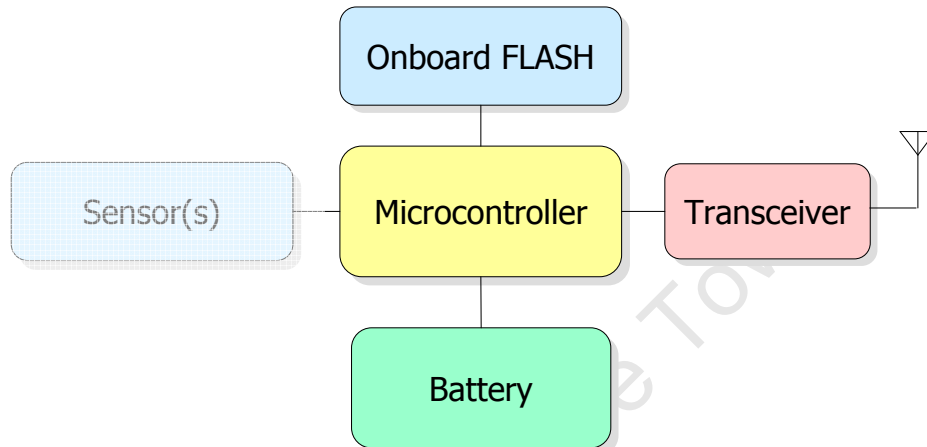 Onboard FLASH
Sensor(s)
Microcontroller
Transceiver
Battery